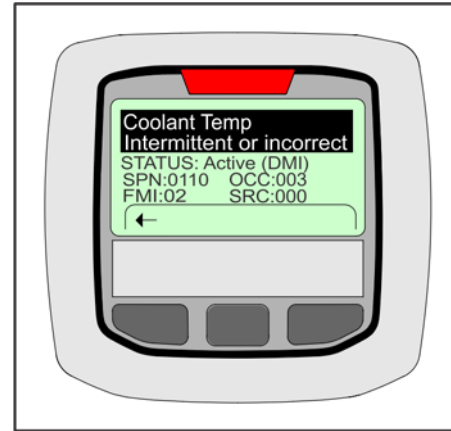 Coolant Temp
Intermittent or incorrect
STATUS: Active (DMI)
SPN:0110 OCC:003
FMI:02 SRC:000